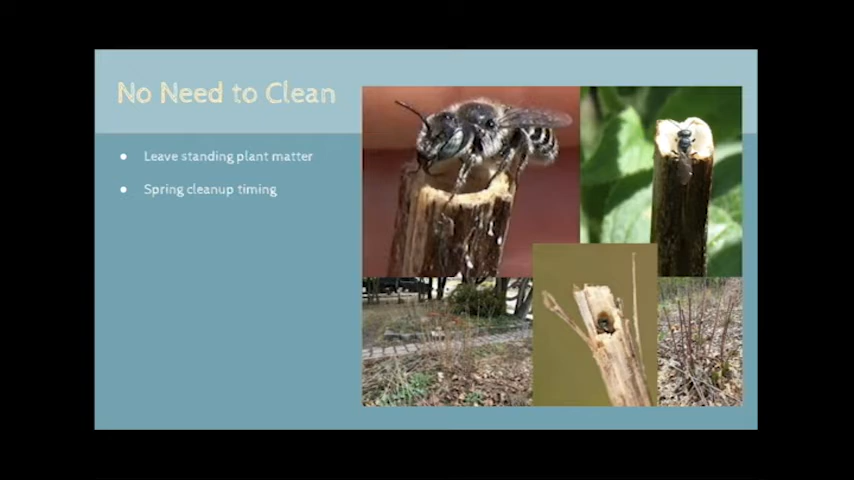 No Need to Clean
Leave standing plant matter
Spring cleanup timing